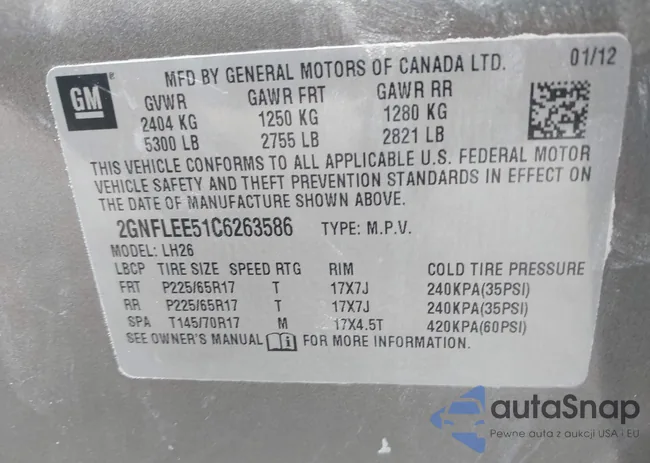 GM
MFD BY GENERAL MOTORS OF CANADA LTD. 01/12
GVWR GAWR FRT GAWR RR
2404 KG 1250 KG 1280 KG
5300 LB 2755 LB 2821 LB
THIS VEHICLE CONFORMS TO ALL APPLICABLE U.S. FEDERAL MOTOR
VEHICLE SAFETY AND THEFT PREVENTION STANDARDS IN EFFECT ON
THE DATE OF MANUFACTURE SHOWN ABOVE.
2GNFLEE51C6263586 TYPE: M.P.V.
MODEL: LH26
LBCP TIRE SIZE SPEED RTG RIM COLD TIRE PRESSURE
FRT P225/65R17 T 17X7J 240KPA(35PSI)
RR P225/65R17 T 17X7J 240KPA(35PSI)
SPA T145/70R17 M 17X4.5T 420KPA(60PSI)
SEE OWNER'S MANUAL i FOR MORE INFORMATION.
autaSnap
Pewne auta z aukcji USA i EU